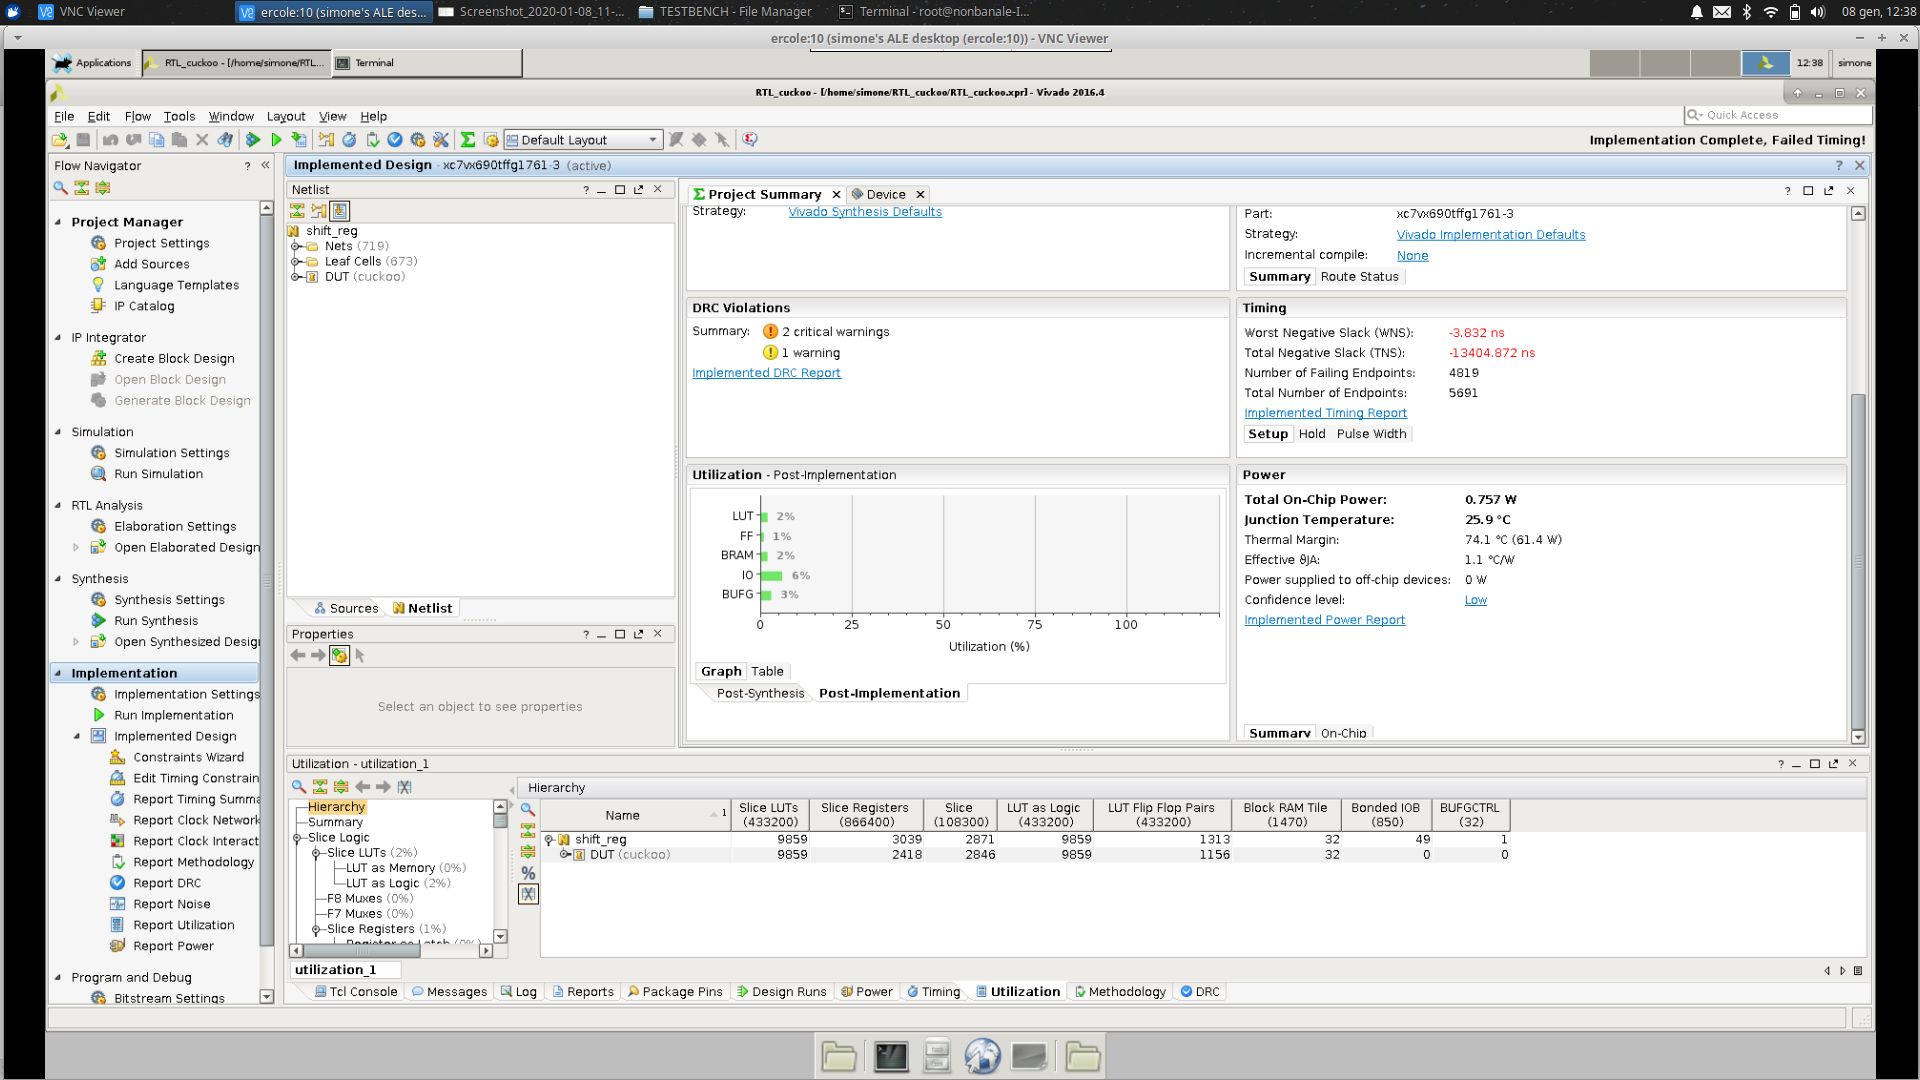 VNC Viewer
ercole:10 (simone's ALE des...
Screenshot_2020-01-08_11-...
TESTBENCH - File Manager
Terminal - root@nonbanale-I...
08 gen, 12:38
ercole:10 (simone's ALE desktop (ercole:10)) - VNC Viewer
Applications
RTL_cuckoo - [/home/simone/RTL...
Terminal
12:38
simone
RTL_cuckoo - [/home/simone/RTL_cuckoo/RTL_cuckoo.xpr] - Vivado 2016.4
File Edit Flow Tools Window Layout View Help
Quick Access
Default Layout
Implementation Complete, Failed Timing!
Flow Navigator
Project Manager
Project Settings
Add Sources
Language Templates
IP Catalog
IP Integrator
Create Block Design
Open Block Design
Generate Block Design
Simulation
Simulation Settings
Run Simulation
RTL Analysis
Elaboration Settings
Open Elaborated Design
Synthesis
Synthesis Settings
Run Synthesis
Open Synthesized Desig
Implementation
Implementation Settings
Run Implementation
Implemented Design
Constraints Wizard
Edit Timing Constrain
Report Timing Summa
Report Clock Network
Report Clock Interact
Report Methodology
Report DRC
Report Noise
Report Utilization
Report Power
Program and Debug
Bitstream Settings
Implemented Design - xc7vx690tffg1761-3 (active)
Netlist
shift_reg
Nets (719)
Leaf Cells (673)
DUT (cuckoo)
Sources Netlist
Properties
Select an object to see properties
Project Summary Device
Strategy: Vivado Synthesis Defaults
Part: xc7vx690tffg1761-3
Strategy: Vivado Implementation Defaults
Incremental compile: None
Summary Route Status
DRC Violations
Summary: 2 critical warnings
1 warning
Implemented DRC Report
Timing
Worst Negative Slack (WNS): -3.832 ns
Total Negative Slack (TNS): -13404.872 ns
Number of Failing Endpoints: 4819
Total Number of Endpoints: 5691
Implemented Timing Report
Setup Hold Pulse Width
Utilization - Post-Implementation
LUT 2%
FF 1%
BRAM 2%
IO 6%
BUFG 3%
0 25 50 75 100
Utilization (%)
Graph Table
Post-Synthesis Post-Implementation
Power
Total On-Chip Power: 0.757 W
Junction Temperature: 25.9 °C
Thermal Margin: 74.1 °C (61.4 W)
Effective ϑJA: 1.1 °C/W
Power supplied to off-chip devices: 0 W
Confidence level: Low
Implemented Power Report
Summary On-Chip
Utilization - utilization_1
Hierarchy
Summary
Slice Logic
Slice LUTs (2%)
LUT as Memory (0%)
LUT as Logic (2%)
F8 Muxes (0%)
F7 Muxes (0%)
Slice Registers (1%)
Register as Latch (0%)
Hierarchy
Name 1 Slice LUTs (433200) Slice Registers (866400) Slice (108300) LUT as Logic (433200) LUT Flip Flop Pairs (433200) Block RAM Tile (1470) Bonded IOB (850) BUFGCTRL (32)
shift_reg 9859 3039 2871 9859 1313 32 49 1
DUT (cuckoo) 9859 2418 2846 9859 1156 32 0 0
utilization_1
Tcl Console Messages Log Reports Package Pins Design Runs Power Timing Utilization Methodology DRC